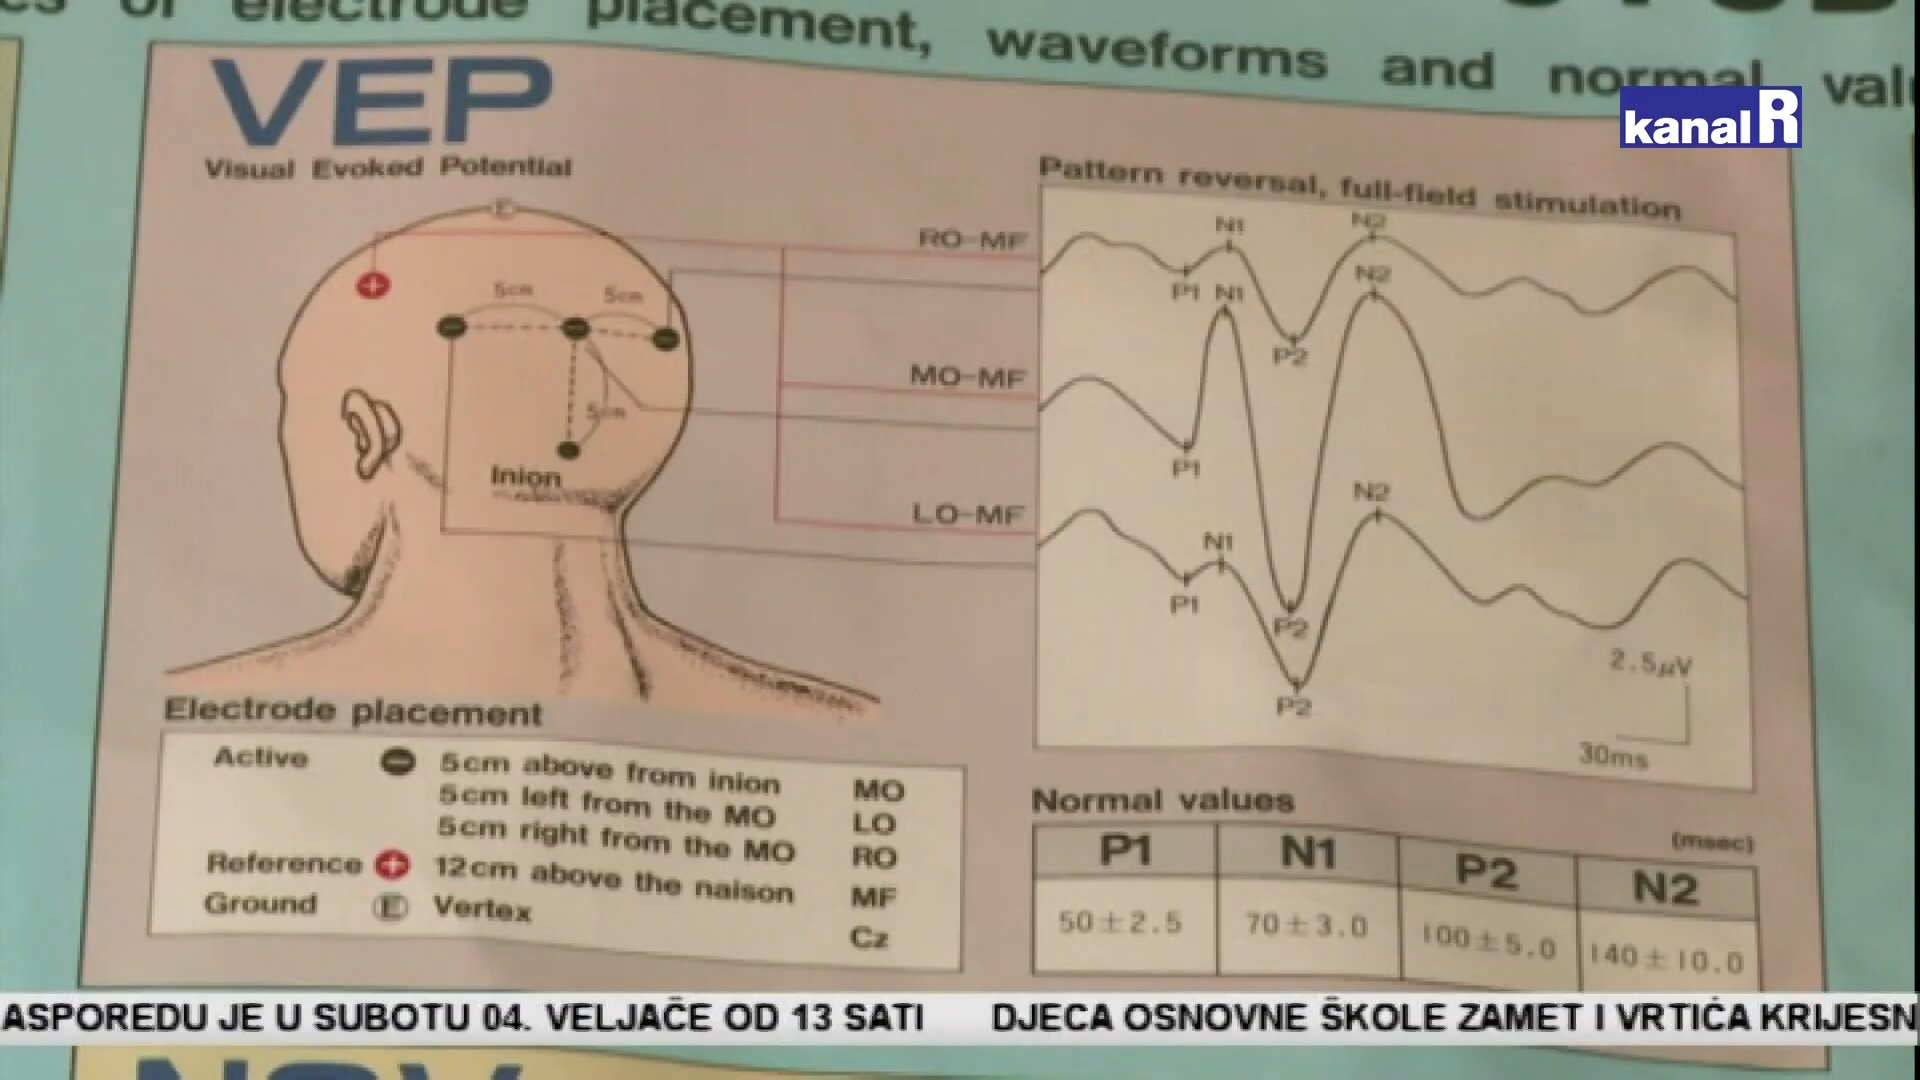 of electrode placement, waveforms and normal
kanal R
VEP
Visual Evoked Potential
Pattern reversal, full-field stimulation
E
RO-MF
N1
N2
5cm
5cm
P1
N1
N2
P2
MO-MF
5cm
P1
Inion
LO-MF
N1
N2
P1
P2
P2
2.5µV
30ms
Electrode placement
Active 5cm above from inion MO
5cm left from the MO LO
5cm right from the MO RO
Reference + 12cm above the naison MF
Ground E Vertex Cz
Normal values
(msec)
P1 N1 P2 N2
50±2.5 70±3.0 100±5.0 140±10.0
ASPOREDU JE U SUBOTU 04. VELJAČE OD 13 SATI DJECA OSNOVNE ŠKOLE ZAMET I VRTIĆA KRIJESN